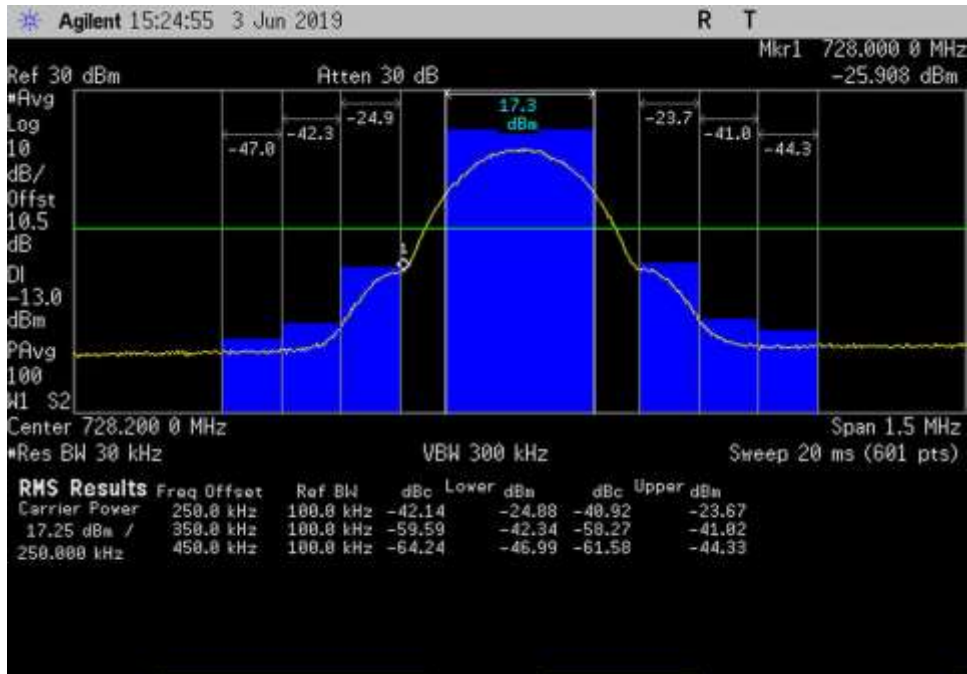 Agilent 15:24:55 3 Jun 2019 R T
Mkr1 728.000 0 MHz
Ref 30 dBm Atten 30 dB -25.908 dBm
#Avg
Log
10
dB/
Offst
10.5
dB
DI
-13.0
dBm
PAvg
100
W1 S2
-47.0
-42.3
-24.9
17.3
dBm
-23.7
-41.0
-44.3
Center 728.200 0 MHz Span 1.5 MHz
#Res BW 30 kHz VBW 300 kHz Sweep 20 ms (601 pts)
RMS Results Freq Offset Ref BW dBc Lower dBm dBc Upper dBm
Carrier Power 250.0 kHz 100.0 kHz -42.14 -24.88 -40.92 -23.67
17.25 dBm / 350.0 kHz 100.0 kHz -59.59 -42.34 -58.27 -41.02
250.000 kHz 450.0 kHz 100.0 kHz -64.24 -46.99 -61.58 -44.33